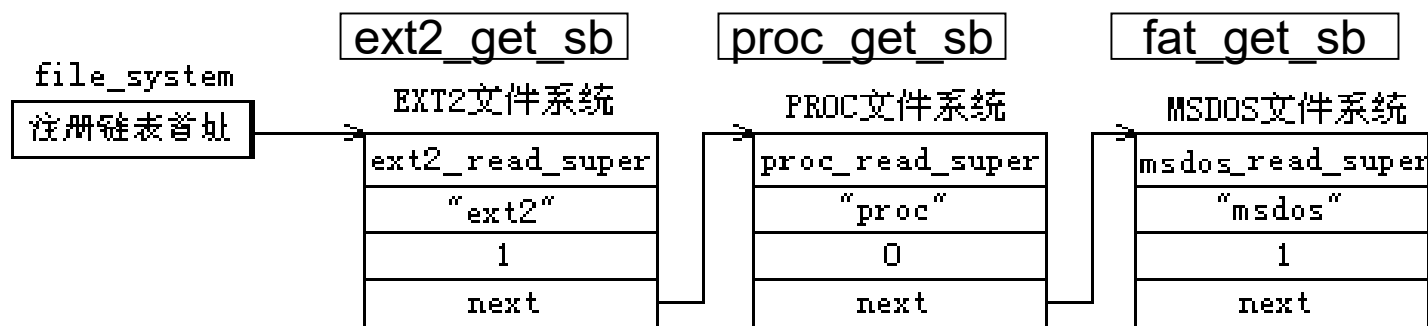 ext2_get_sb
proc_get_sb
fat_get_sb
file_system
注册链表首址
EXT2文件系统
ext2_read_super
"ext2"
1
next
PROC文件系统
proc_read_super
"proc"
0
next
MSDOS文件系统
msdos_read_super
"msdos"
1
next